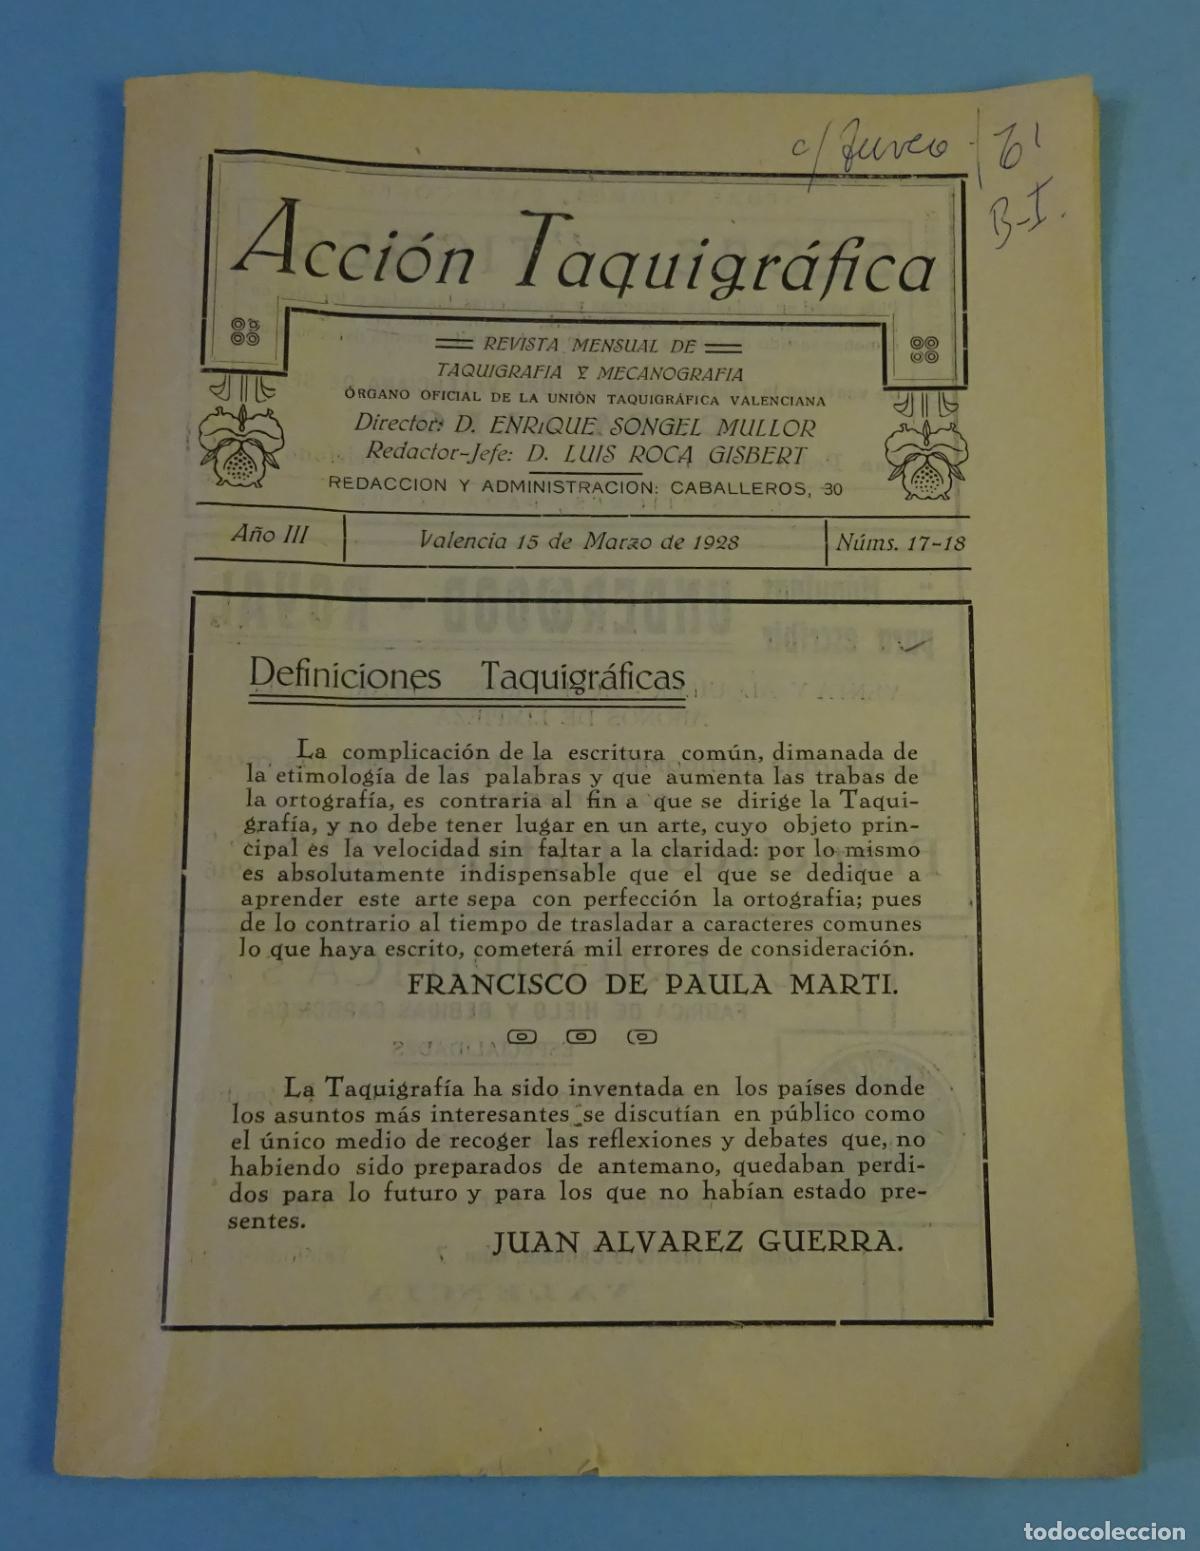 B-I.
Acción Taquigráfica
REVISTA MENSUAL DE
TAQUIGRAFIA Y MECANOGRAFIA
ÓRGANO OFICIAL DE LA UNIÓN TAQUIGRÁFICA VALENCIANA
Director: D. ENRIQUE SONGEL MULLOR
Redactor-Jefe: D. LUIS ROCA GISBERT
REDACCION Y ADMINISTRACION: CABALLEROS, 30
Año III Valencia 15 de Marzo de 1928 Núms. 17-18
Definiciones Taquigráficas
La complicación de la escritura común, dimanada de
la etimología de las palabras y que aumenta las trabas de
la ortografía, es contraria al fin a que se dirige la Taqui-
grafía, y no debe tener lugar en un arte, cuyo objeto prin-
cipal es la velocidad sin faltar a la claridad: por lo mismo
es absolutamente indispensable que el que se dedique a
aprender este arte sepa con perfección la ortografia; pues
de lo contrario al tiempo de trasladar a caracteres comunes
lo que haya escrito, cometerá mil errores de consideración.
FRANCISCO DE PAULA MARTI.
La Taquigrafía ha sido inventada en los países donde
los asuntos más interesantes se discutían en público como
el único medio de recoger las reflexiones y debates que, no
habiendo sido preparados de antemano, quedaban perdi-
dos para lo futuro y para los que no habían estado pre-
sentes.
JUAN ALVAREZ GUERRA.
todocoleccion